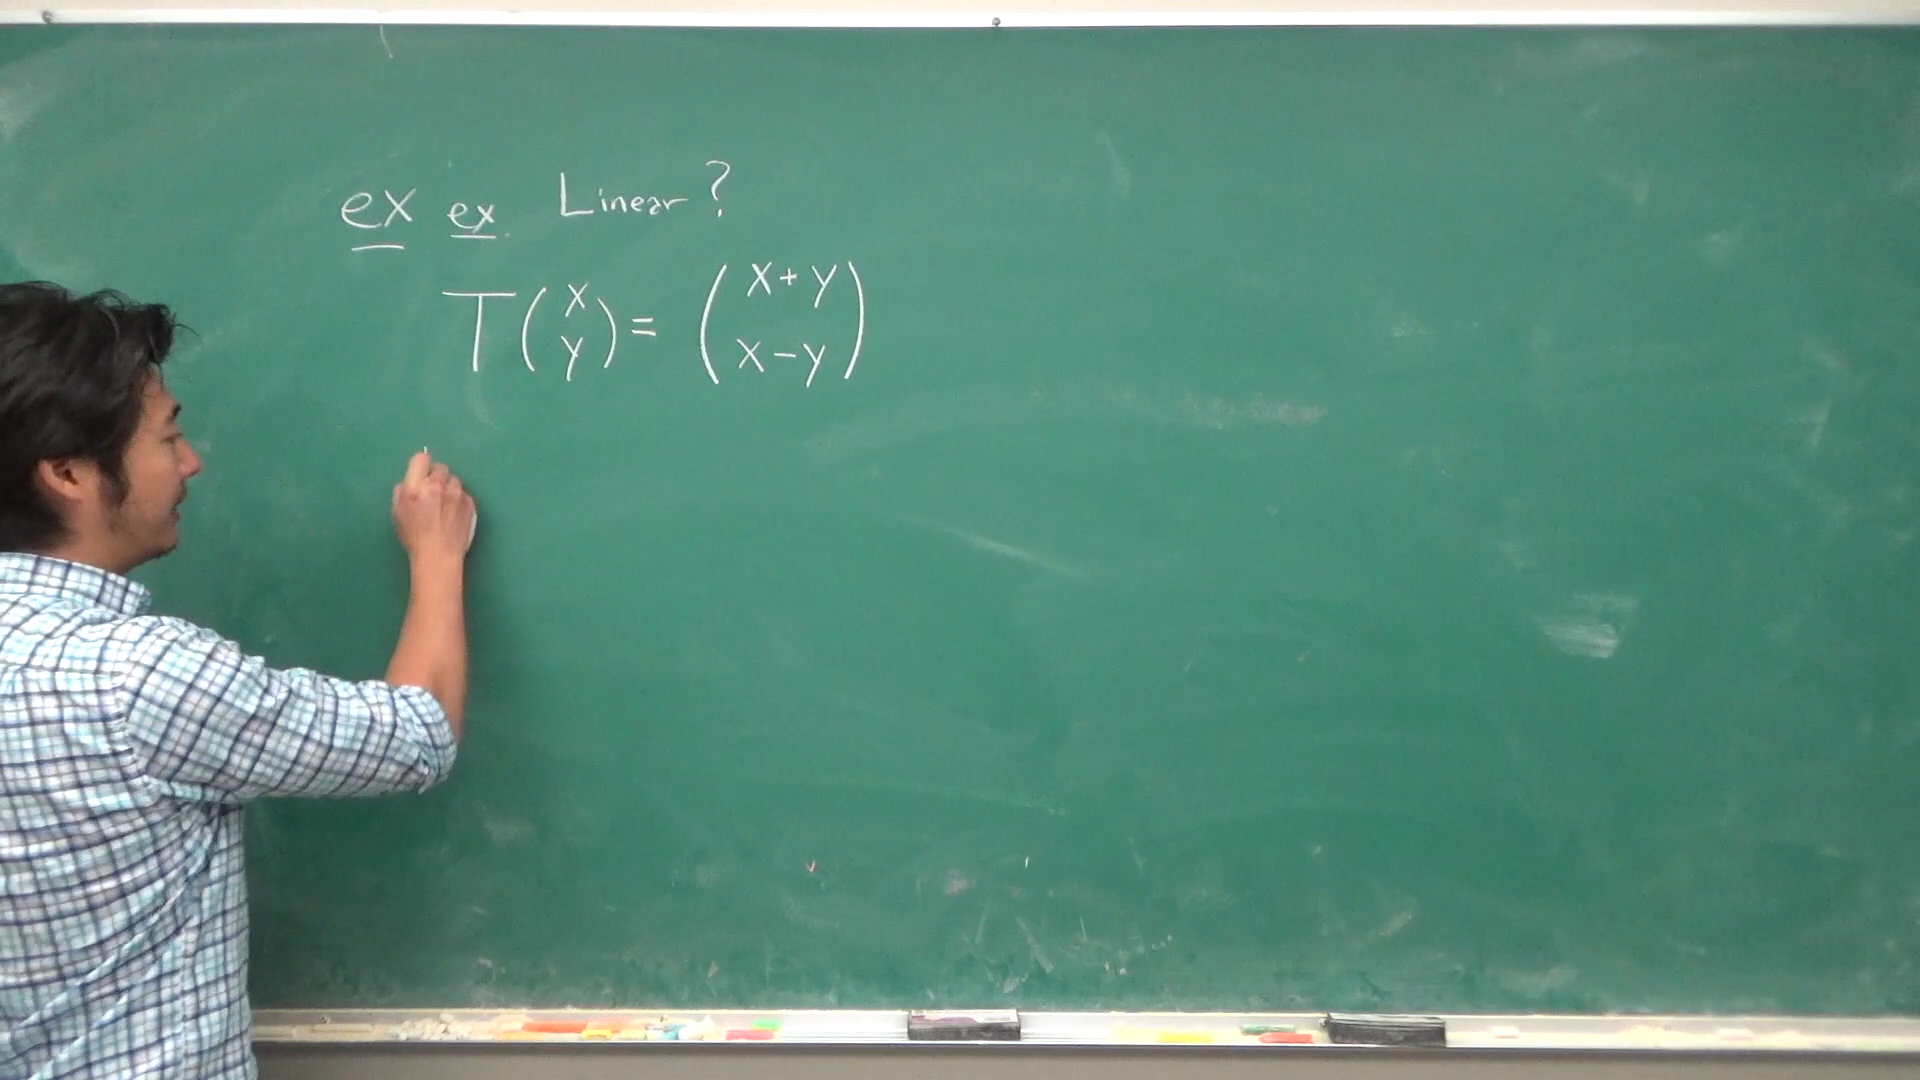 ex ex. Linear?
T(x y) = (x+y x-y)